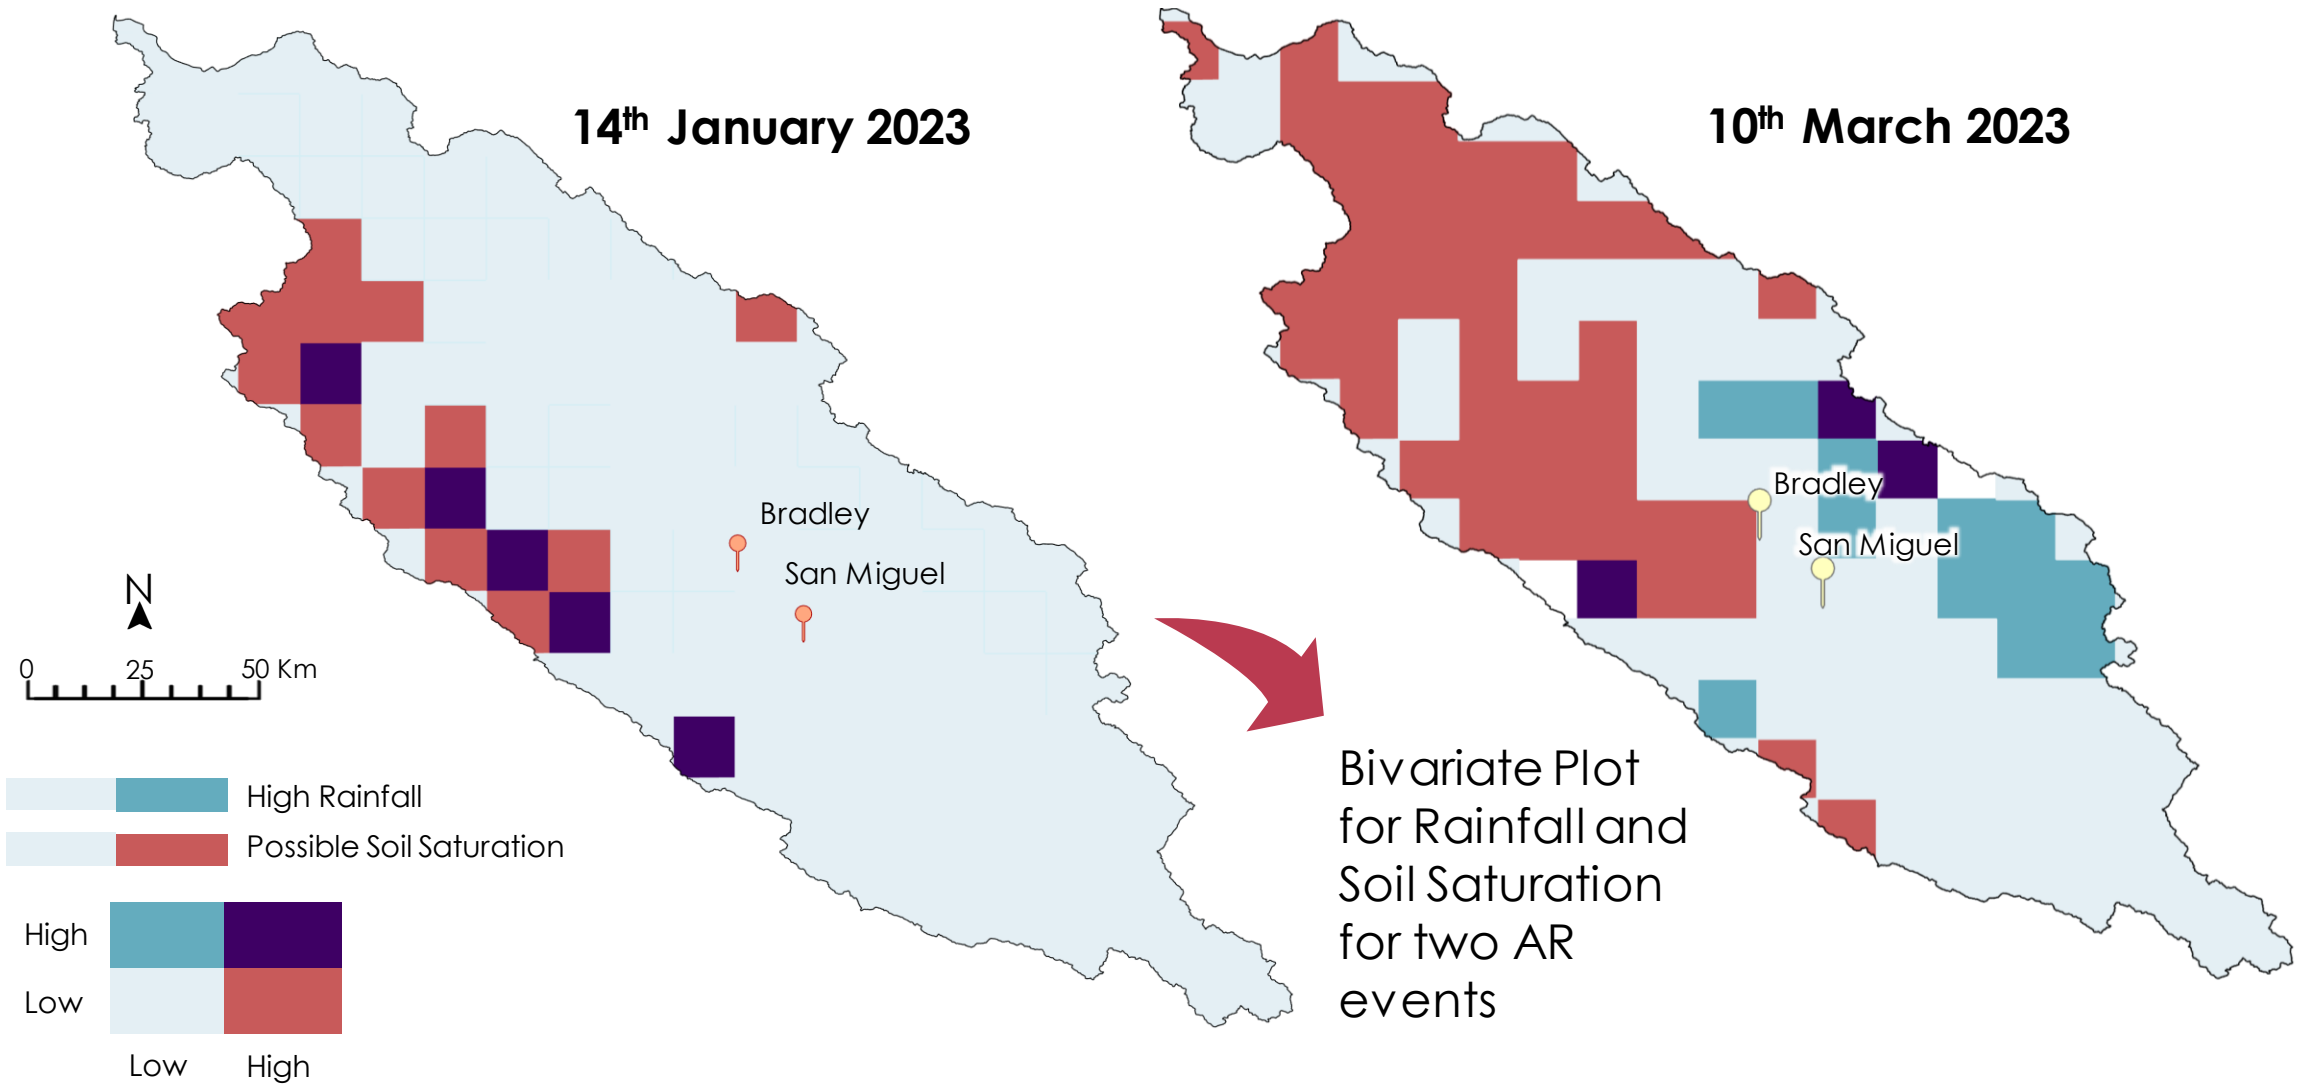 14th January 2023
10th March 2023
Bradley
San Miguel
Bradley
San Miguel
N
0 25 50 Km
High Rainfall
Possible Soil Saturation
High
Low
Low High
Bivariate Plot
for Rainfall and
Soil Saturation
for two AR
events